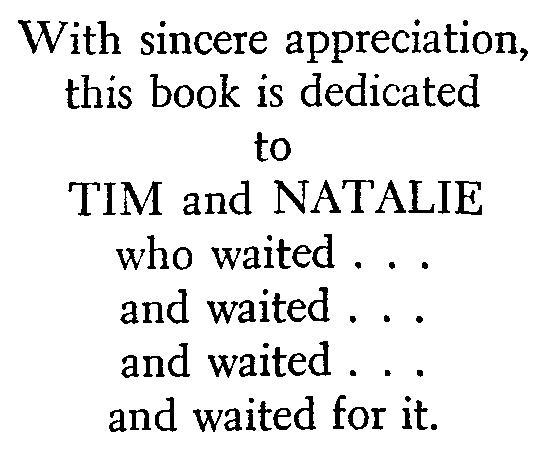 With sincere appreciation,
this book is dedicated
to
TIM and NATALIE
who waited . . .
and waited . . .
and waited . . .
and waited for it.